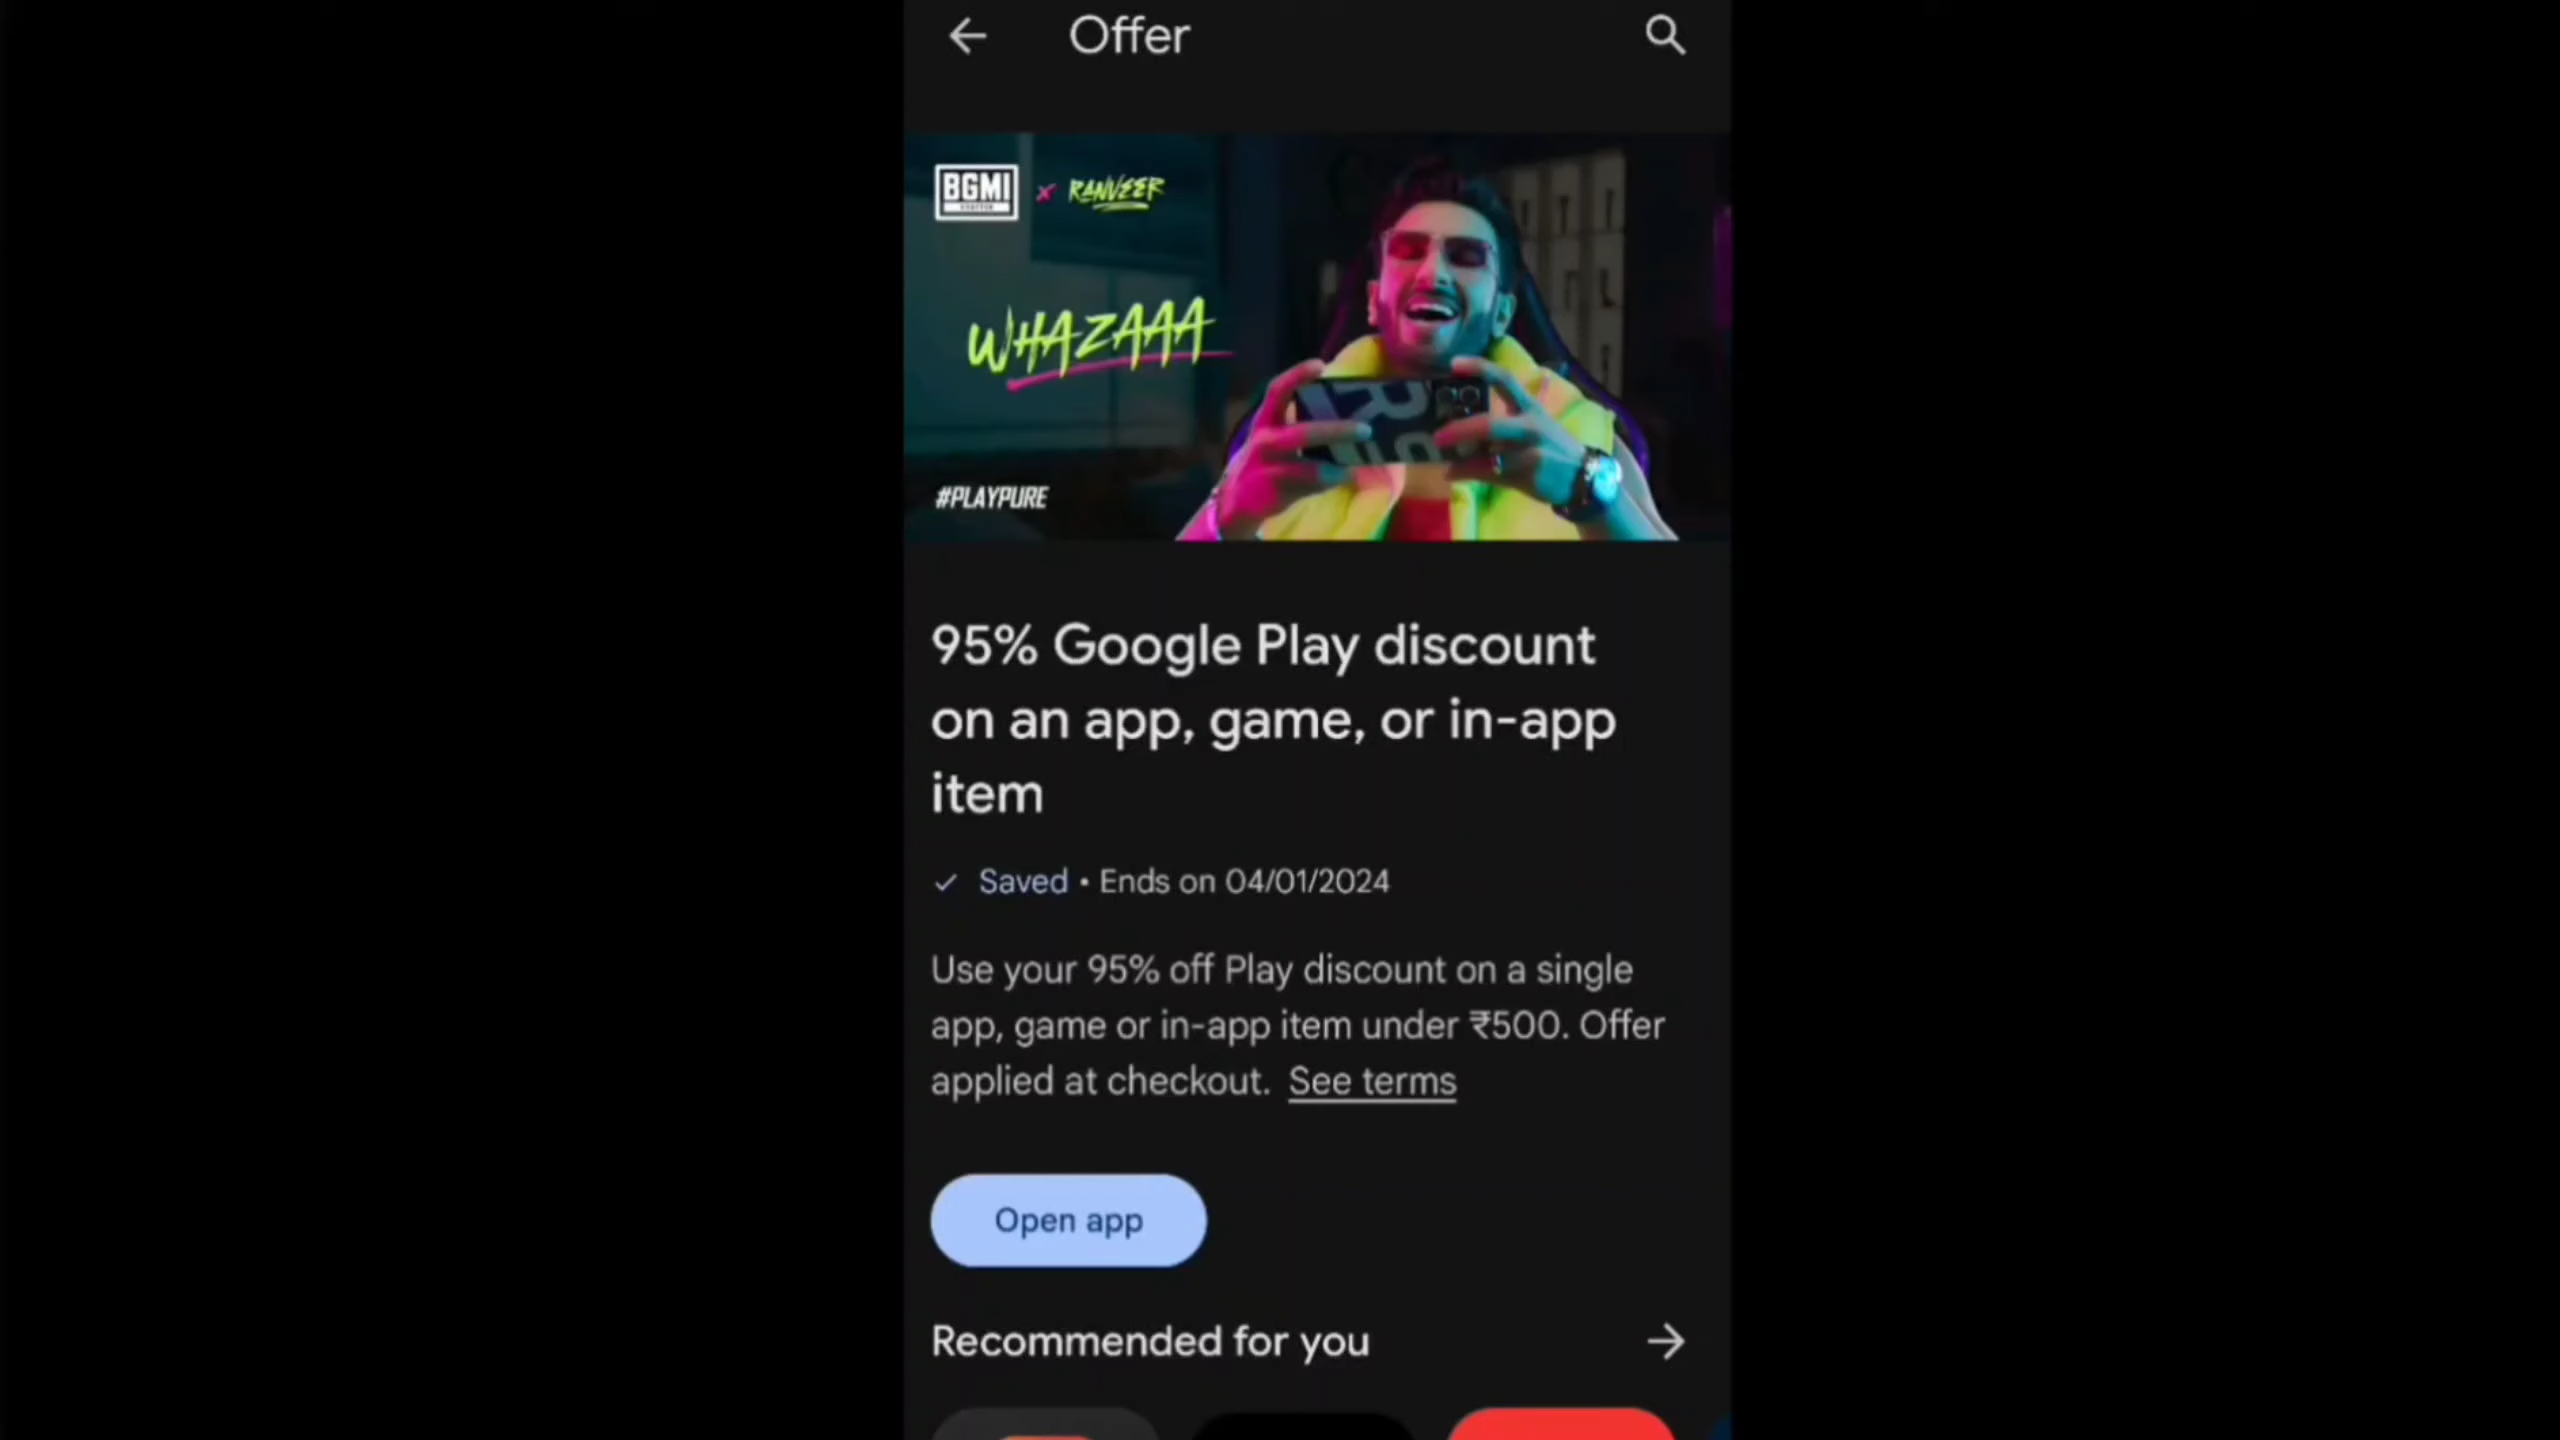 Offer
BGMI x RANVEER
WHAZAAA
#PLAYPURE
95% Google Play discount
on an app, game, or in-app
item
Saved • Ends on 04/01/2024
Use your 95% off Play discount on a single
app, game or in-app item under ₹500. Offer
applied at checkout. See terms
Open app
Recommended for you